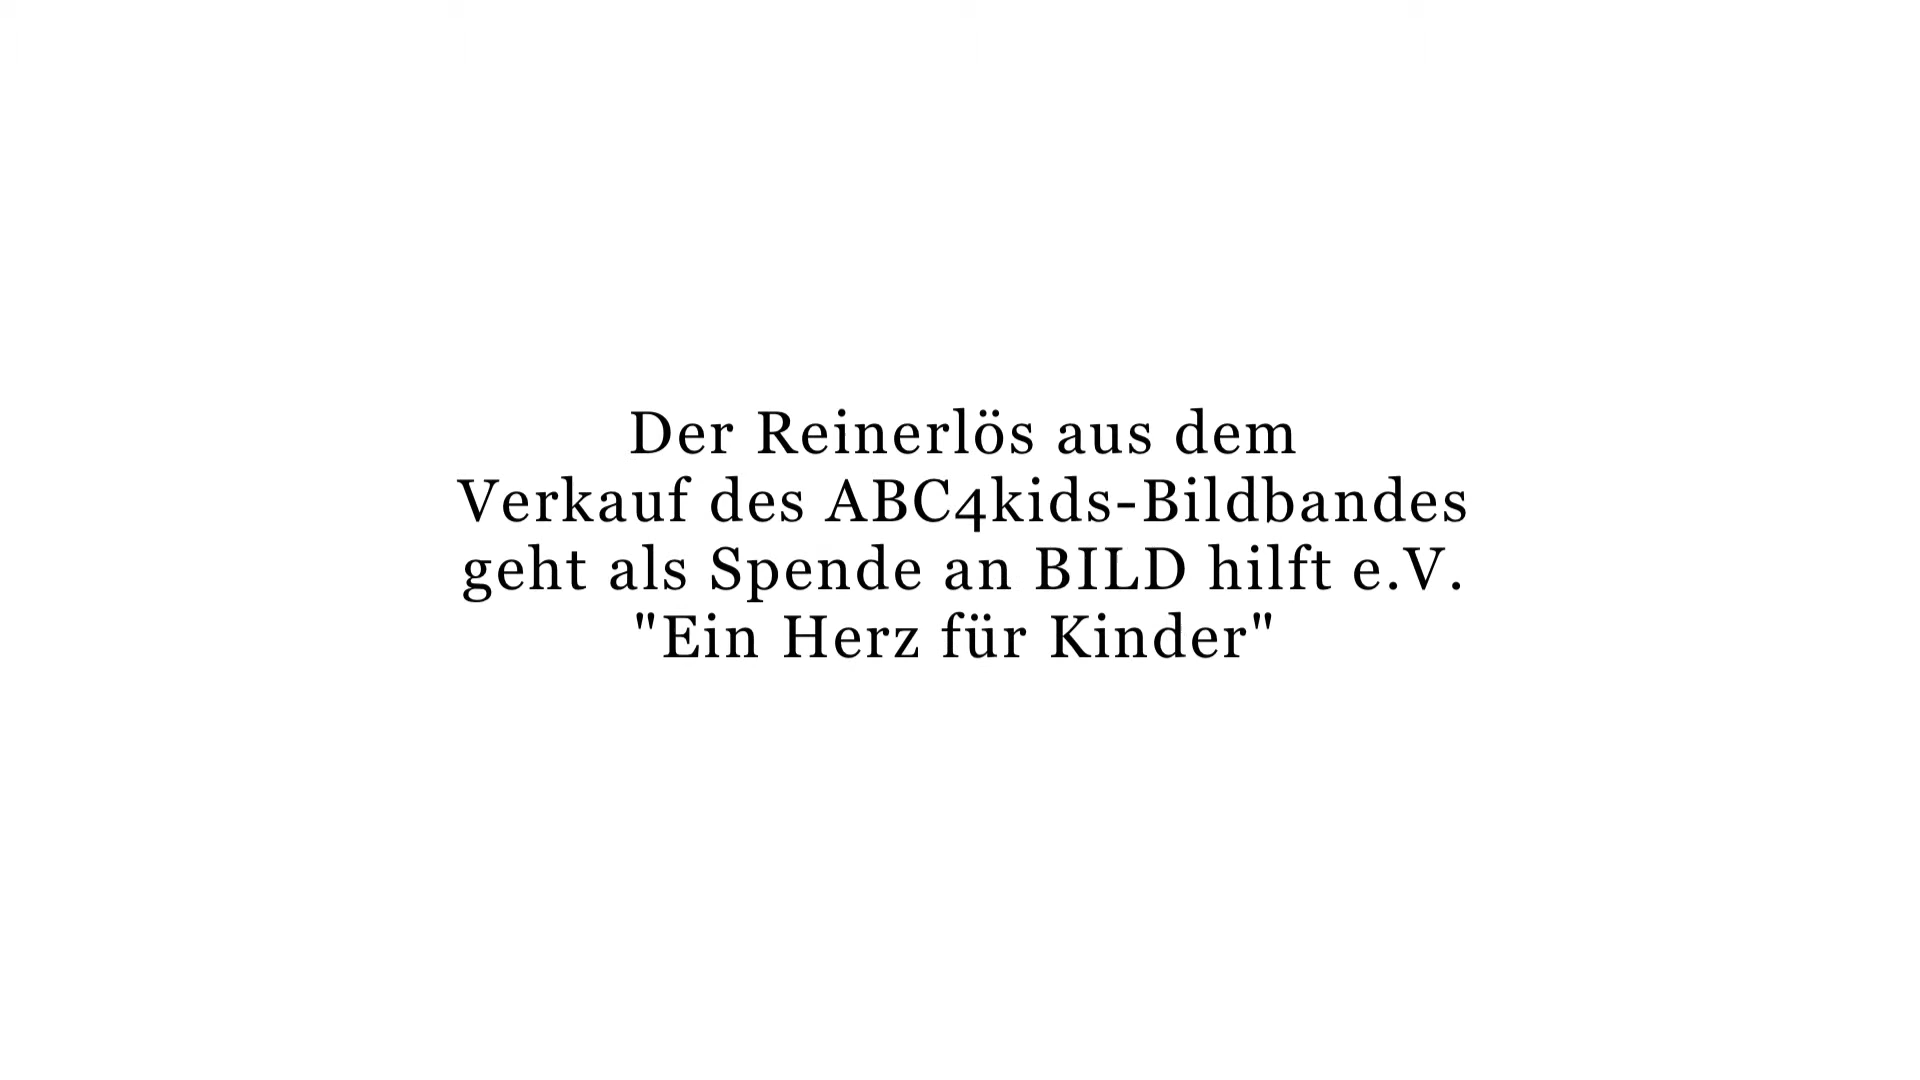 Der Reinerlös aus dem
Verkauf des ABC4kids-Bildbandes
geht als Spende an BILD hilft e.V.
"Ein Herz für Kinder"